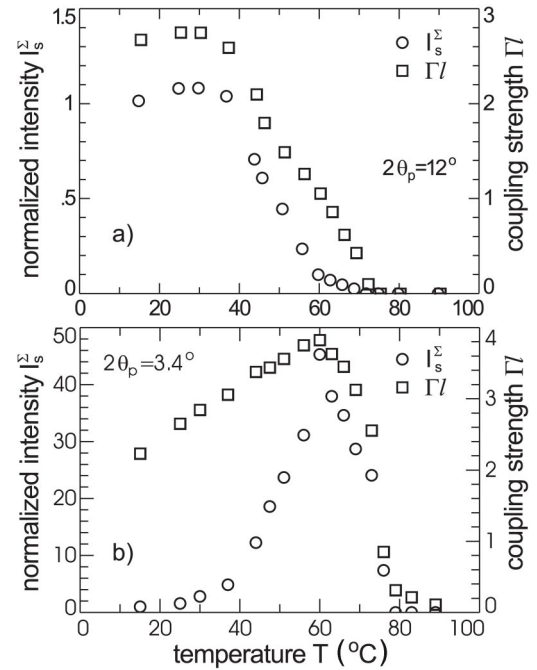 1.5
1
.5
0
3
2
1
0
normalized intensity I_s^Σ
coupling strength Γl
I_s^Σ
Γl
2θ_p=12°
a)
0 20 40 60 80 100
50
40
30
20
10
0
4
3
2
1
0
normalized intensity I_s^Σ
coupling strength Γl
2θ_p=3.4°
I_s^Σ
Γl
b)
0 20 40 60 80 100
temperature T (°C)